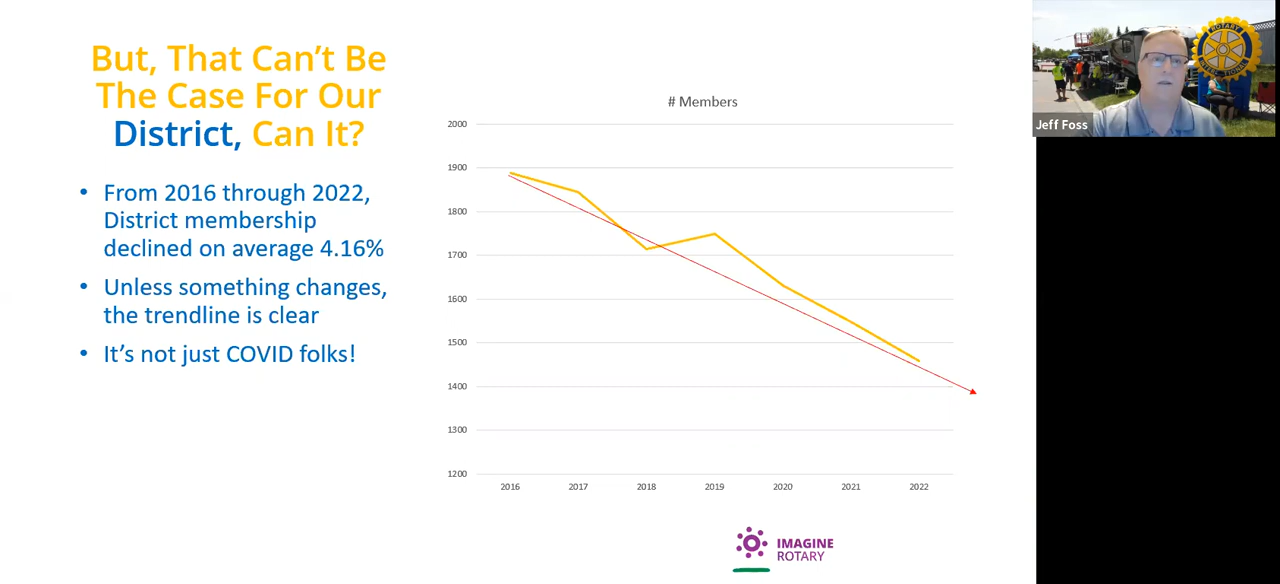 But, That Can't Be
The Case For Our
District, Can It?
• From 2016 through 2022,
District membership
declined on average 4.16%
• Unless something changes,
the trendline is clear
• It's not just COVID folks!
# Members
2000
1900
1800
1700
1600
1500
1400
1300
1200
2016 2017 2018 2019 2020 2021 2022
IMAGINE
ROTARY
ROTARY
Jeff Foss